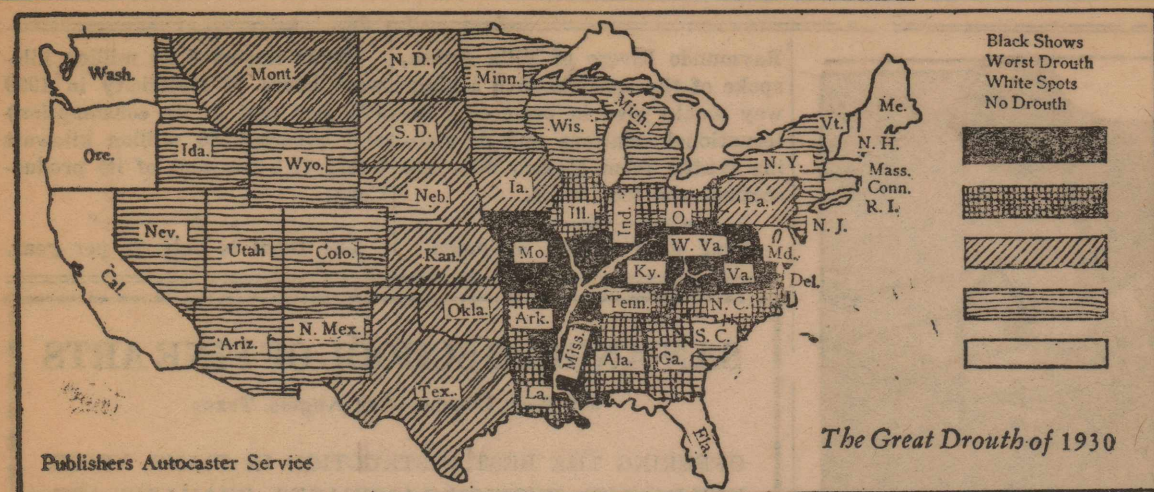 Black Shows
Worst Drouth
White Spots
No Drouth
Wash.
Mont.
N. D.
Minn.
Mich.
Wis.
Vt.
Me.
N. H.
Ore.
Ida.
Wyo.
S. D.
N. Y.
Mass.
Conn.
R. I.
Neb.
Ia.
Ill.
Ind.
O.
Pa.
N. J.
Nev.
Utah
Colo.
Kan.
Mo.
W. Va.
Md.
Cal.
Ky.
Va.
Del.
Okla.
Tenn.
N. C.
Ariz.
N. Mex.
Ark.
Miss.
Ala.
Ga.
S. C.
Tex.
La.
Fla.
The Great Drouth of 1930
Publishers Autocaster Service